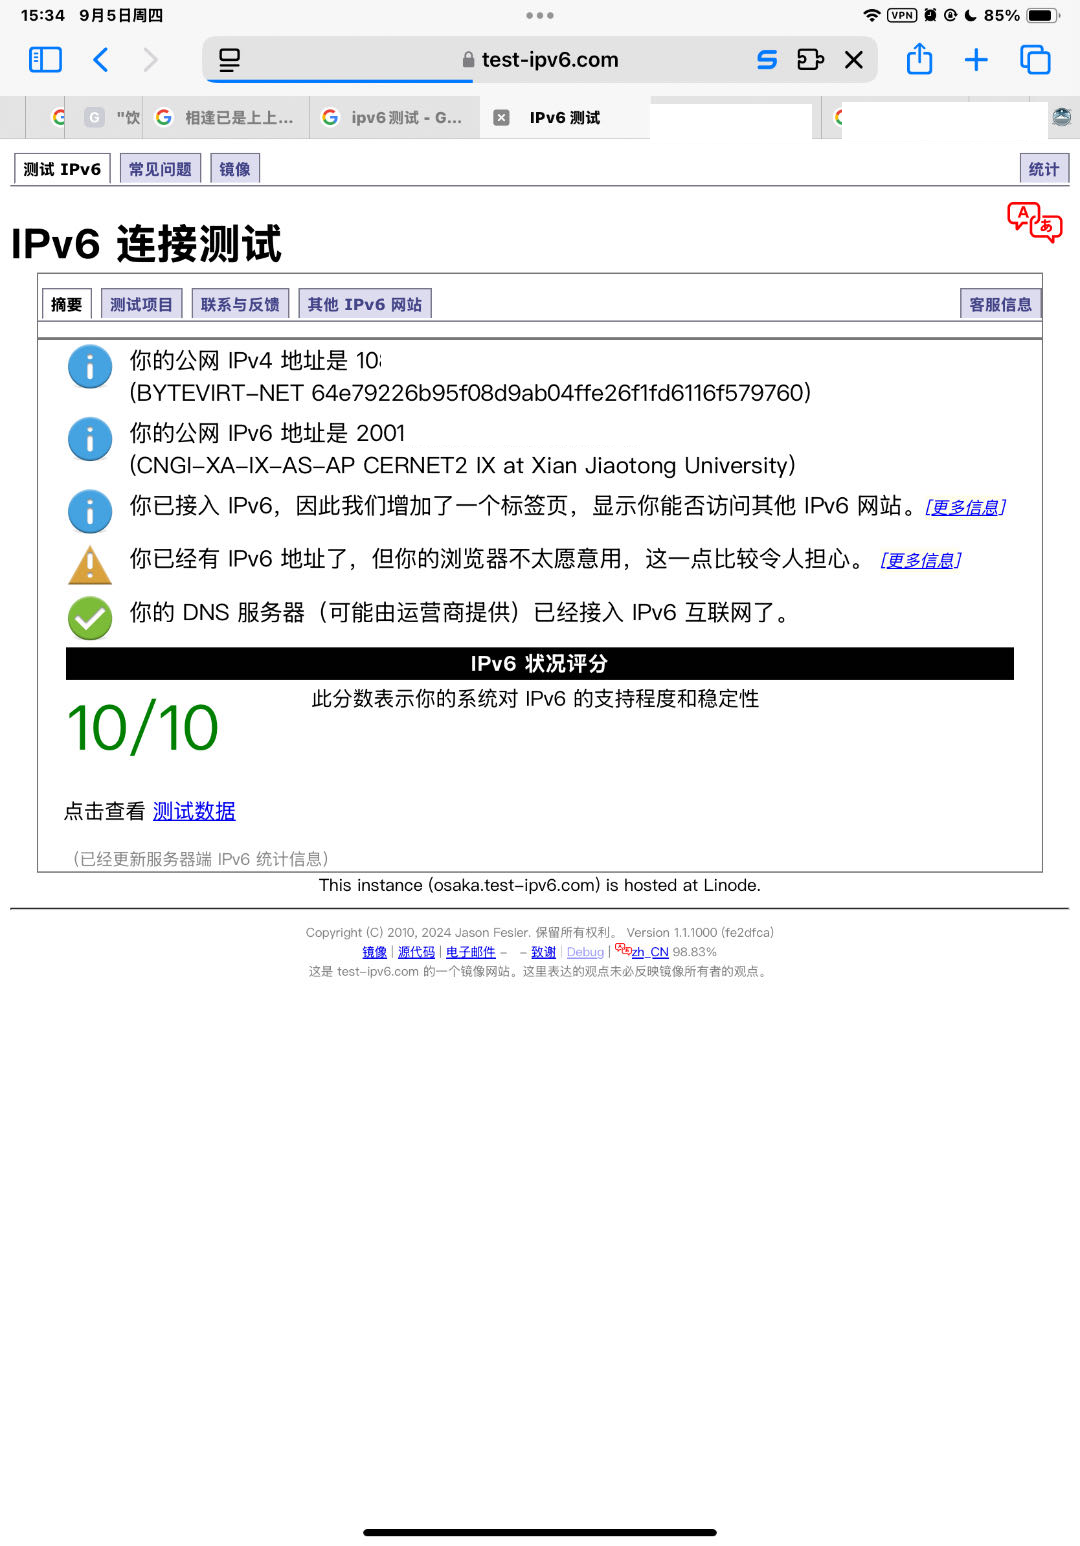 15:34 9月5日周四
VPN 85%
test-ipv6.com
"饮
相逢已是上上...
ipv6测试 - G...
IPv6 测试
测试 IPv6
常见问题
镜像
统计
IPv6 连接测试
摘要
测试项目
联系与反馈
其他 IPv6 网站
客服信息
你的公网 IPv4 地址是 108
(BYTEVIRT-NET 64e79226b95f08d9ab04ffe26f1fd6116f579760)
你的公网 IPv6 地址是 2001
(CNGI-XA-IX-AS-AP CERNET2 IX at Xian Jiaotong University)
你已接入 IPv6，因此我们增加了一个标签页，显示你能否访问其他 IPv6 网站。[更多信息]
你已经有 IPv6 地址了，但你的浏览器不太愿意用，这一点比较令人担心。 [更多信息]
你的 DNS 服务器（可能由运营商提供）已经接入 IPv6 互联网了。
IPv6 状况评分
10/10
此分数表示你的系统对 IPv6 的支持程度和稳定性
点击查看 测试数据
（已经更新服务器端 IPv6 统计信息）
This instance (osaka.test-ipv6.com) is hosted at Linode.
Copyright (C) 2010, 2024 Jason Fesler. 保留所有权利。 Version 1.1.1000 (fe2dfca)
镜像 | 源代码 | 电子邮件 - - 致谢 | Debug | zh_CN 98.83%
这是 test-ipv6.com 的一个镜像网站。这里表达的观点未必反映镜像所有者的观点。